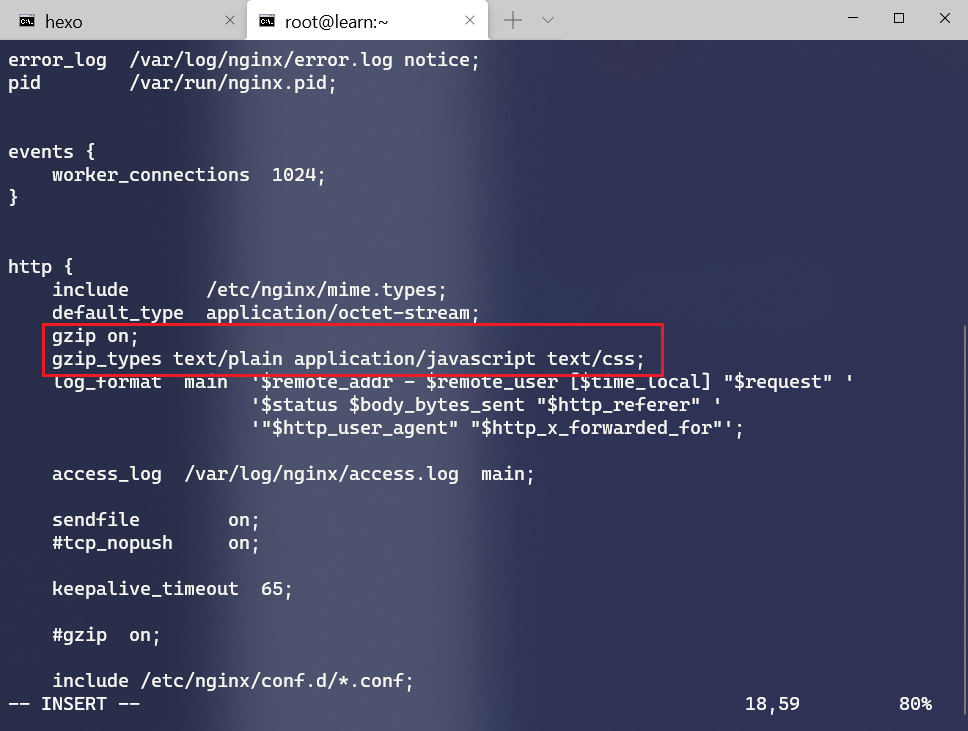 hexo
root@learn:~
error_log  /var/log/nginx/error.log notice;
pid        /var/run/nginx.pid;
events {
    worker_connections  1024;
}
http {
    include       /etc/nginx/mime.types;
    default_type  application/octet-stream;
    gzip on;
    gzip_types text/plain application/javascript text/css;
    log_format  main  '$remote_addr - $remote_user [$time_local] "$request" '
                      '$status $body_bytes_sent "$http_referer" '
                      '"$http_user_agent" "$http_x_forwarded_for"';
    access_log  /var/log/nginx/access.log  main;
    sendfile        on;
    #tcp_nopush     on;
    keepalive_timeout  65;
    #gzip  on;
    include /etc/nginx/conf.d/*.conf;
-- INSERT --                                                       18,59         80%